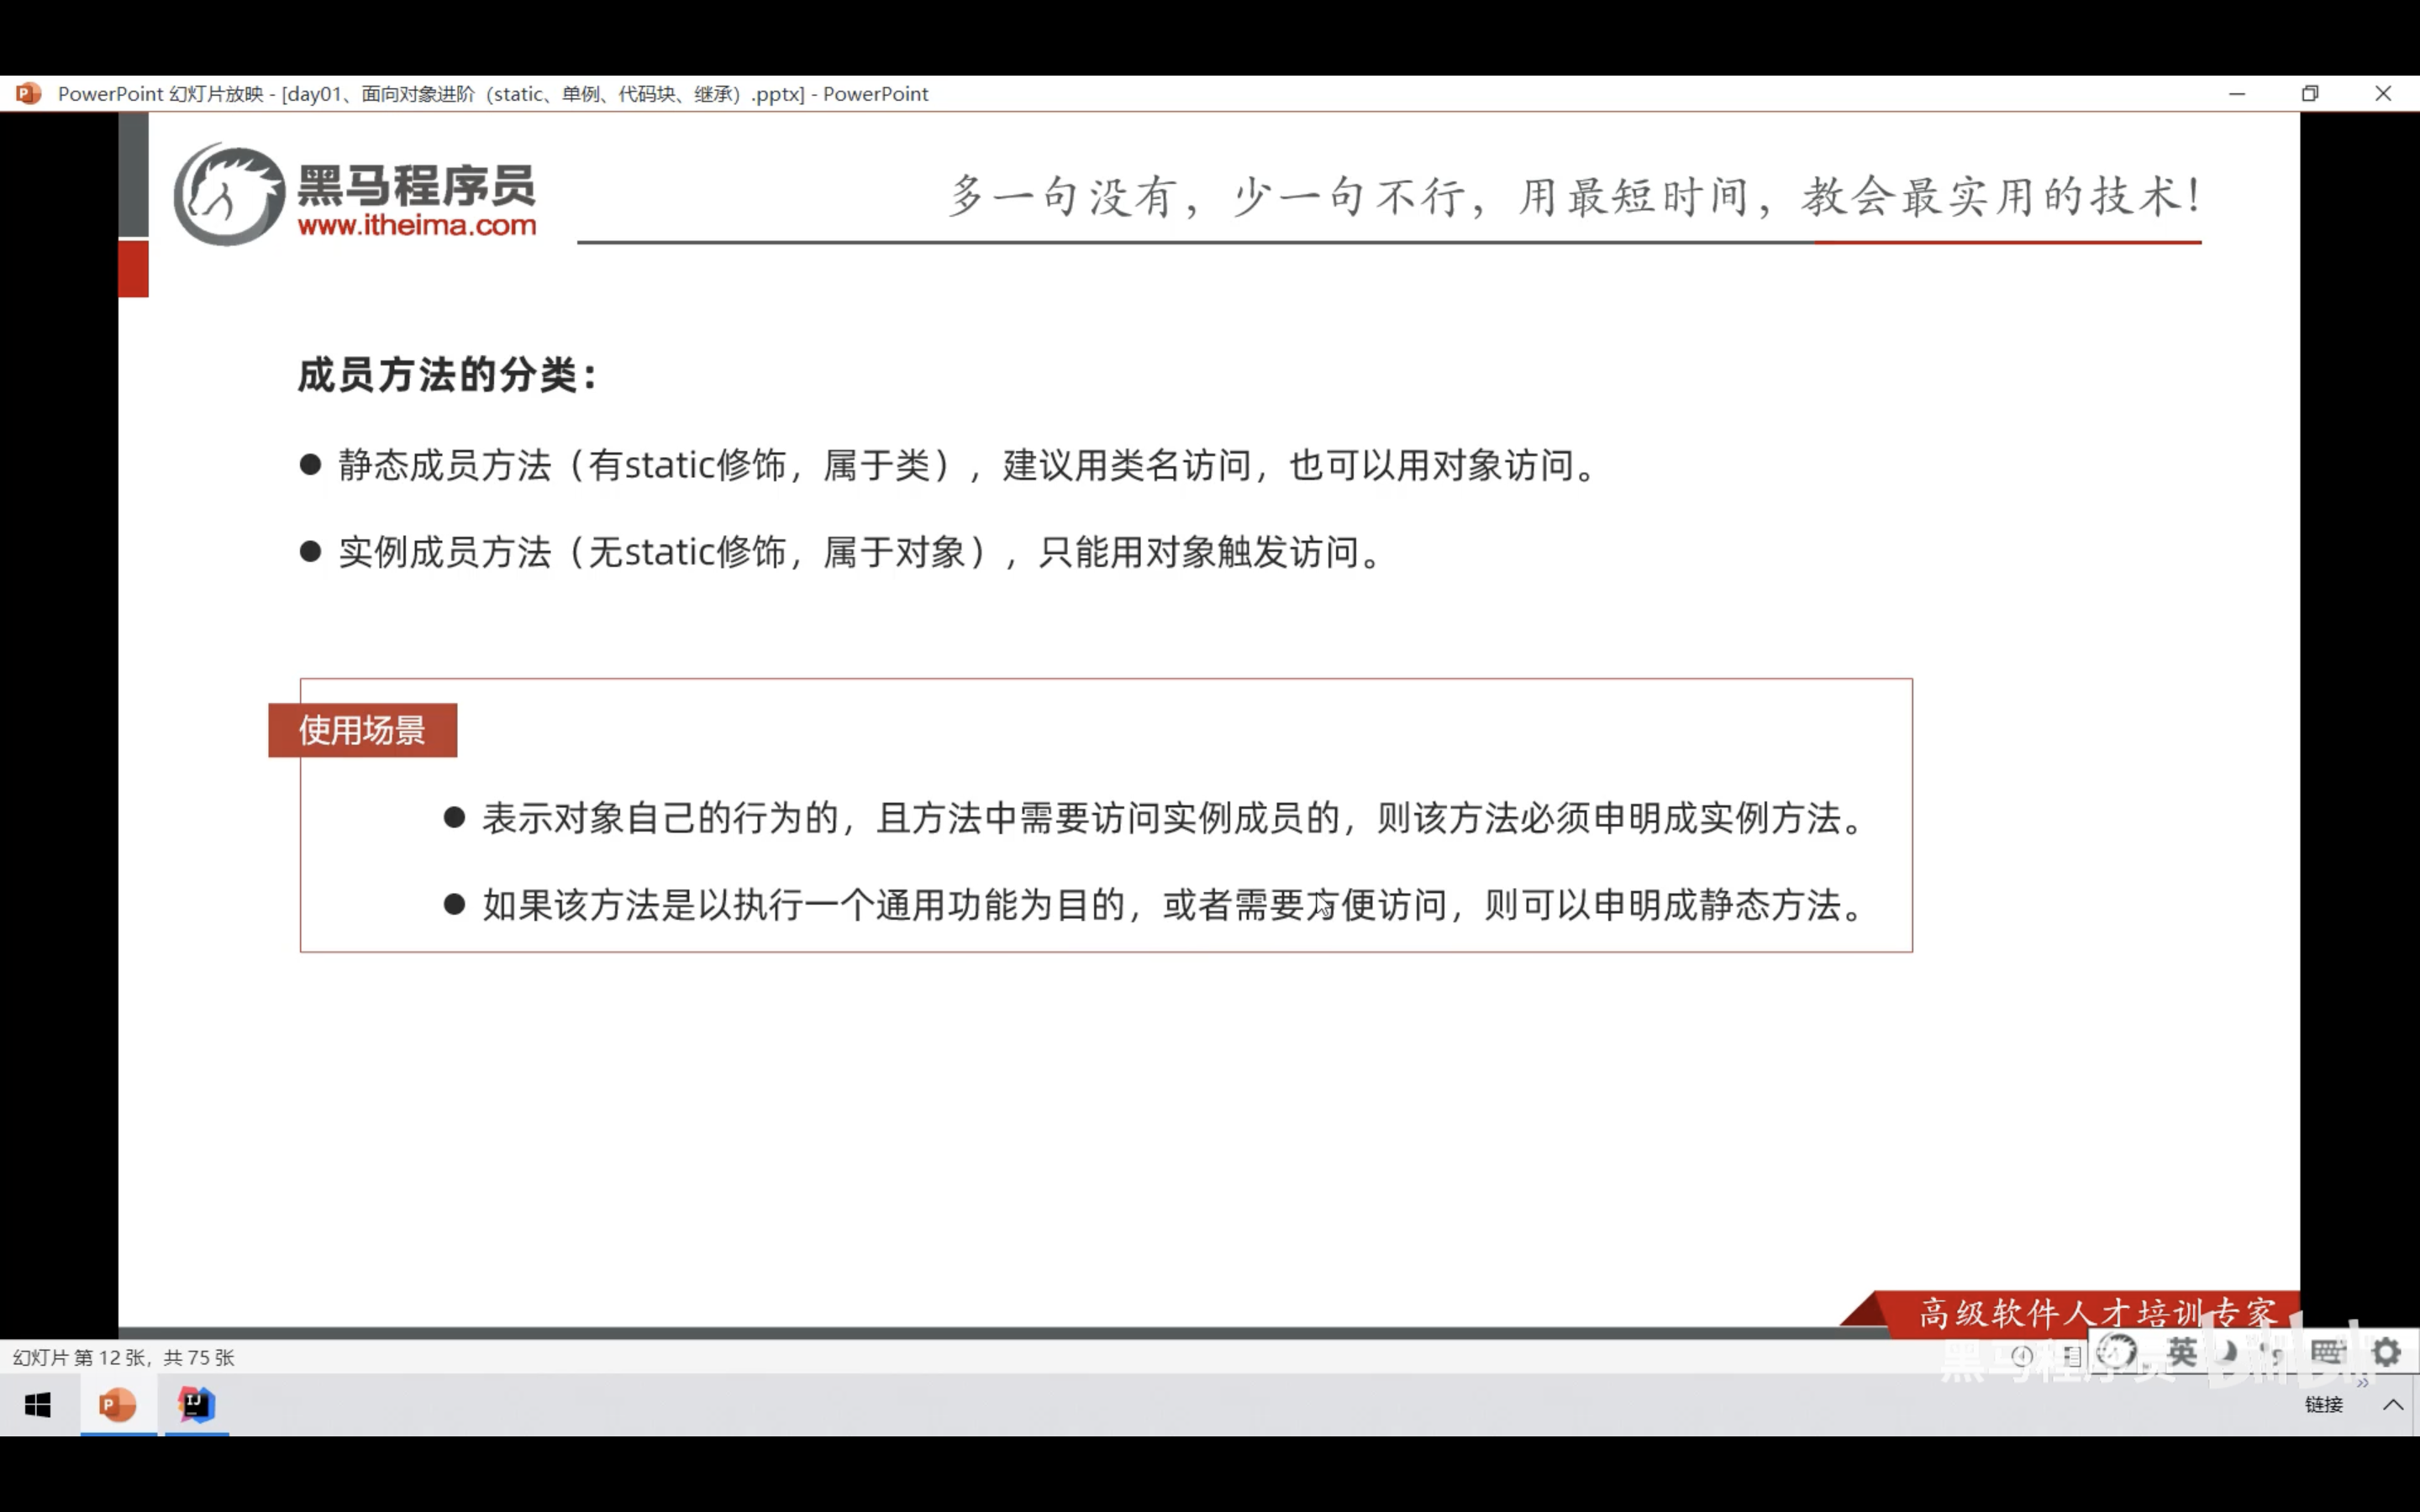 PowerPoint 幻灯片放映 - [day01、面向对象进阶（static、单例、代码块、继承）.pptx] - PowerPoint
黑马程序员
www.itheima.com
多一句没有，少一句不行，用最短时间，教会最实用的技术！
成员方法的分类：
● 静态成员方法（有static修饰，属于类），建议用类名访问，也可以用对象访问。
● 实例成员方法（无static修饰，属于对象），只能用对象触发访问。
使用场景
● 表示对象自己的行为的，且方法中需要访问实例成员的，则该方法必须申明成实例方法。
● 如果该方法是以执行一个通用功能为目的，或者需要方便访问，则可以申明成静态方法。
高级软件人才培训专家
幻灯片 第 12 张，共 75 张
黑马程序员 bilibili
英
链接